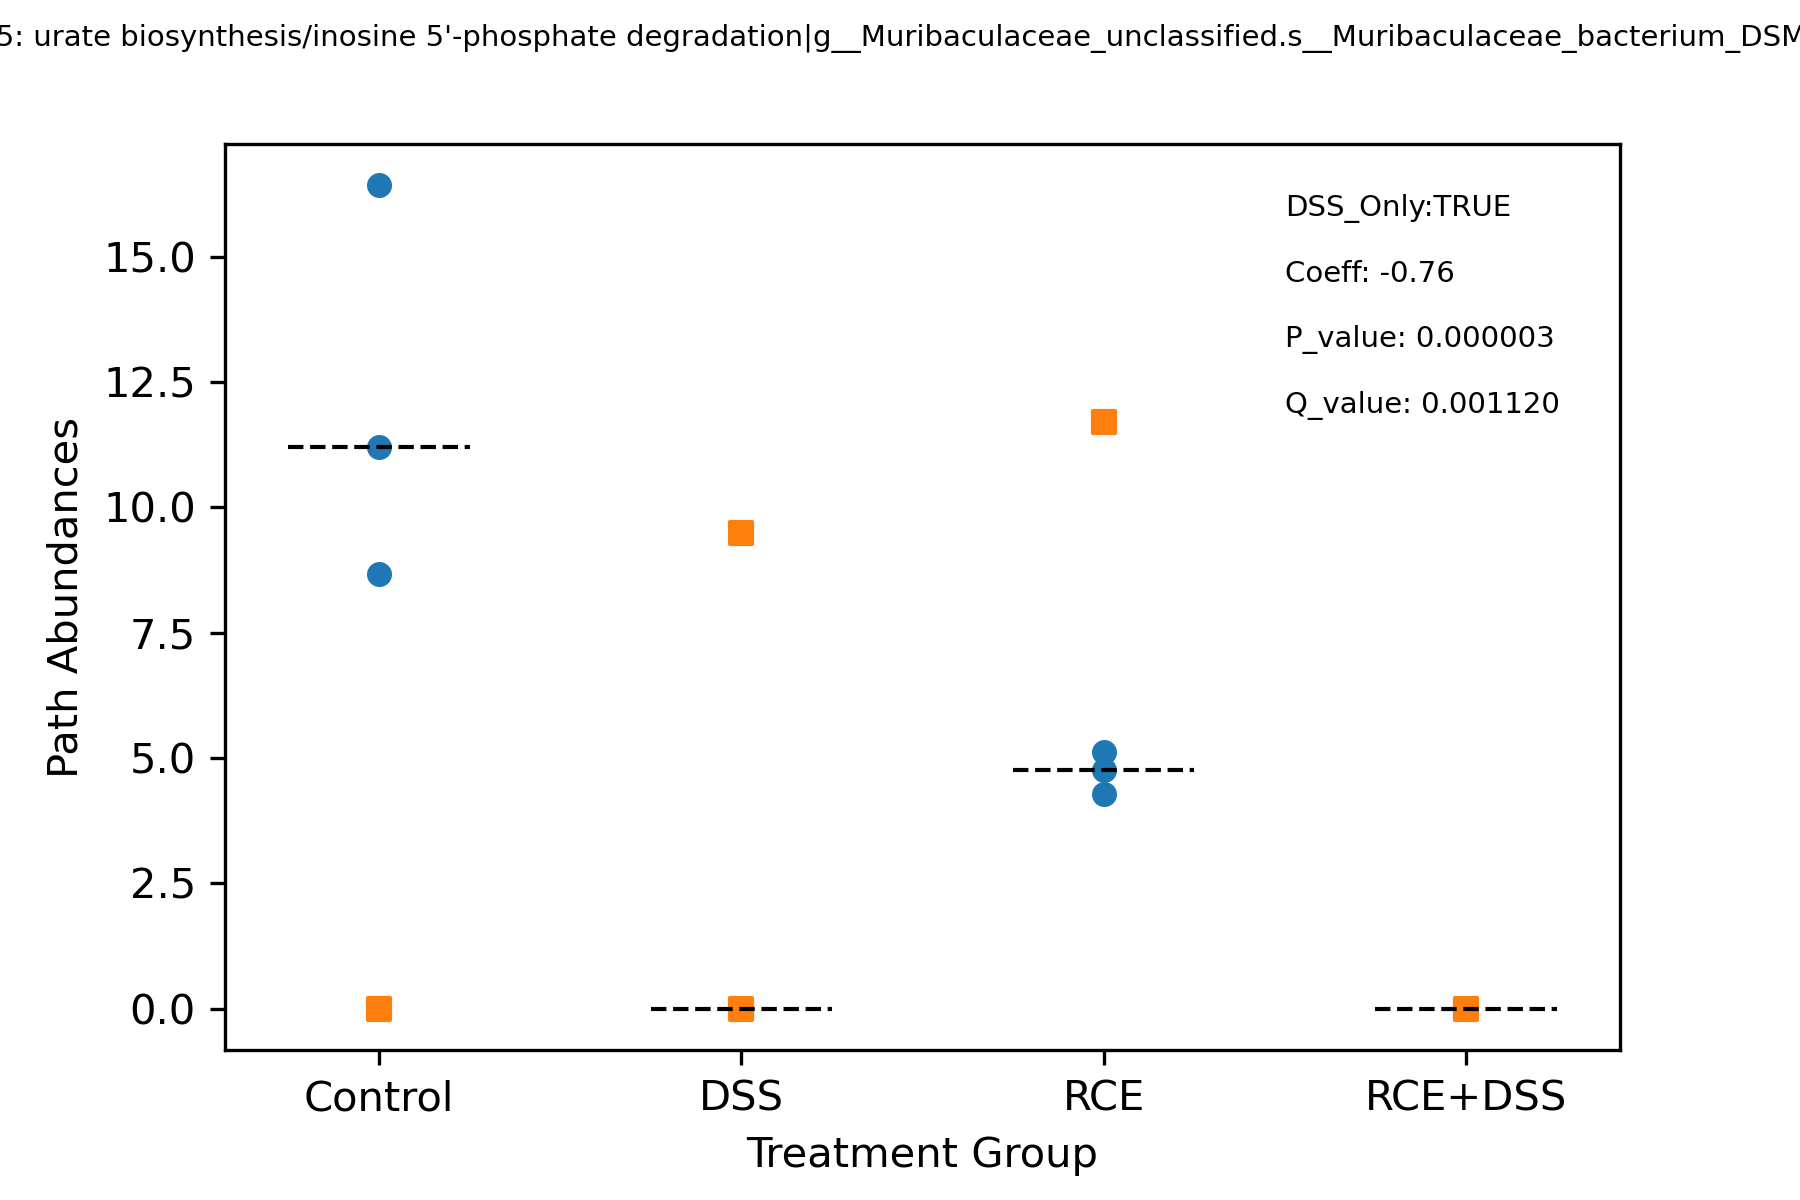 5: urate biosynthesis/inosine 5'-phosphate degradation|g__Muribaculaceae_unclassified.s__Muribaculaceae_bacterium_DSM
DSS_Only:TRUE
Coeff: -0.76
P_value: 0.000003
Q_value: 0.001120
15.0
12.5
10.0
7.5
5.0
2.5
0.0
Path Abundances
Control DSS RCE RCE+DSS
Treatment Group